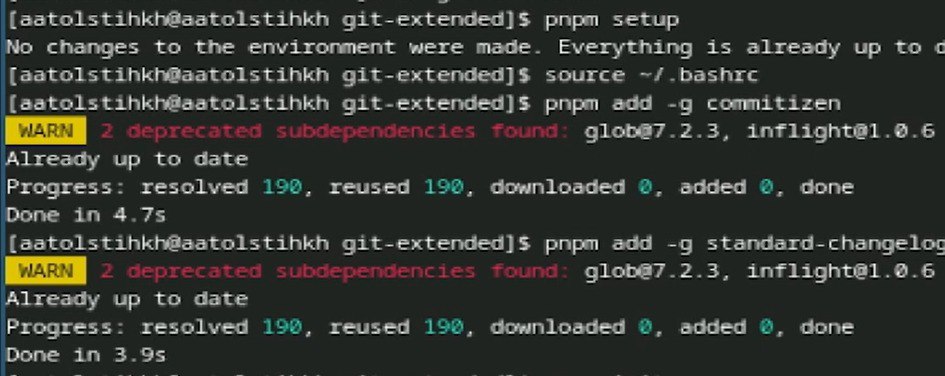 [aatolstihkh@aatolstihkh git-extended]$ pnpm setup
No changes to the environment were made. Everything is already up to d
[aatolstihkh@aatolstihkh git-extended]$ source ~/.bashrc
[aatolstihkh@aatolstihkh git-extended]$ pnpm add -g commitizen
WARN 2 deprecated subdependencies found: glob@7.2.3, inflight@1.0.6
Already up to date
Progress: resolved 190, reused 190, downloaded 0, added 0, done
Done in 4.7s
[aatolstihkh@aatolstihkh git-extended]$ pnpm add -g standard-changelog
WARN 2 deprecated subdependencies found: glob@7.2.3, inflight@1.0.6
Already up to date
Progress: resolved 190, reused 190, downloaded 0, added 0, done
Done in 3.9s